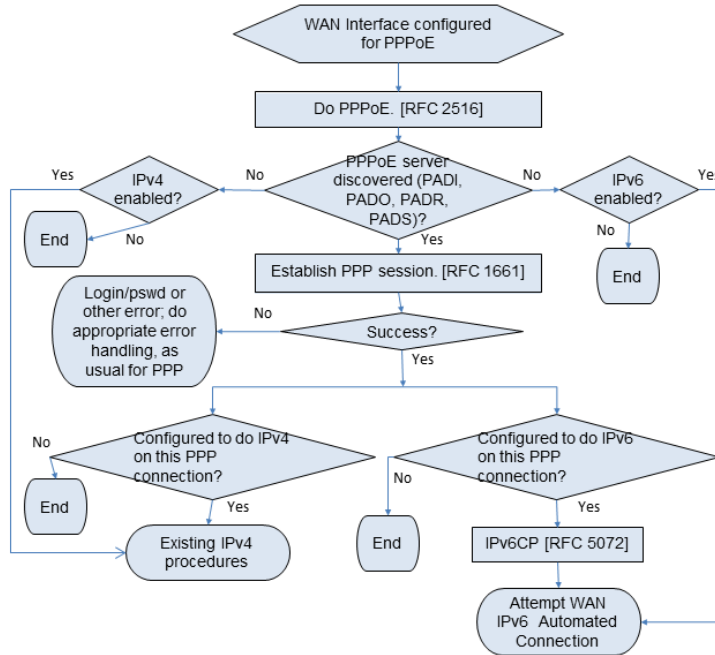 WAN Interface configured
for PPPoE
Do PPPoE. [RFC 2516]
Yes
IPv4
enabled?
No
PPPoE server
discovered (PADI,
PADO, PADR,
PADS)?
No
IPv6
enabled?
Yes
End
No
Yes
No
End
Establish PPP session. [RFC 1661]
Login/pswd or
other error; do
appropriate error
handling, as
usual for PPP
No
Success?
Yes
No
Configured to do IPv4
on this PPP
connection?
Configured to do IPv6
on this PPP
connection?
End
Yes
No
Yes
Existing IPv4
procedures
End
IPv6CP [RFC 5072]
Attempt WAN
IPv6 Automated
Connection